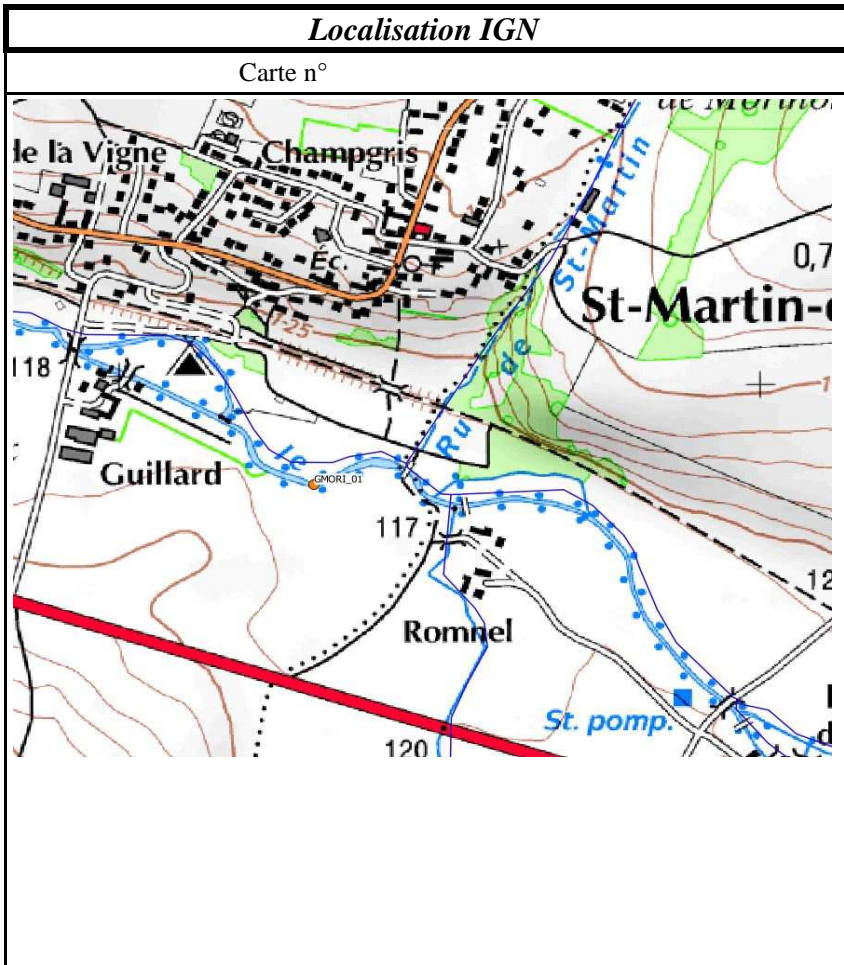 Localisation IGN
Carte n°
de la Vigne
Champgris
Éc.
125
Ru de St-Martin
0,7
St-Martin-
118
le
Guillard
GMORI_01
117
Romnel
12
St. pomp.
120
d